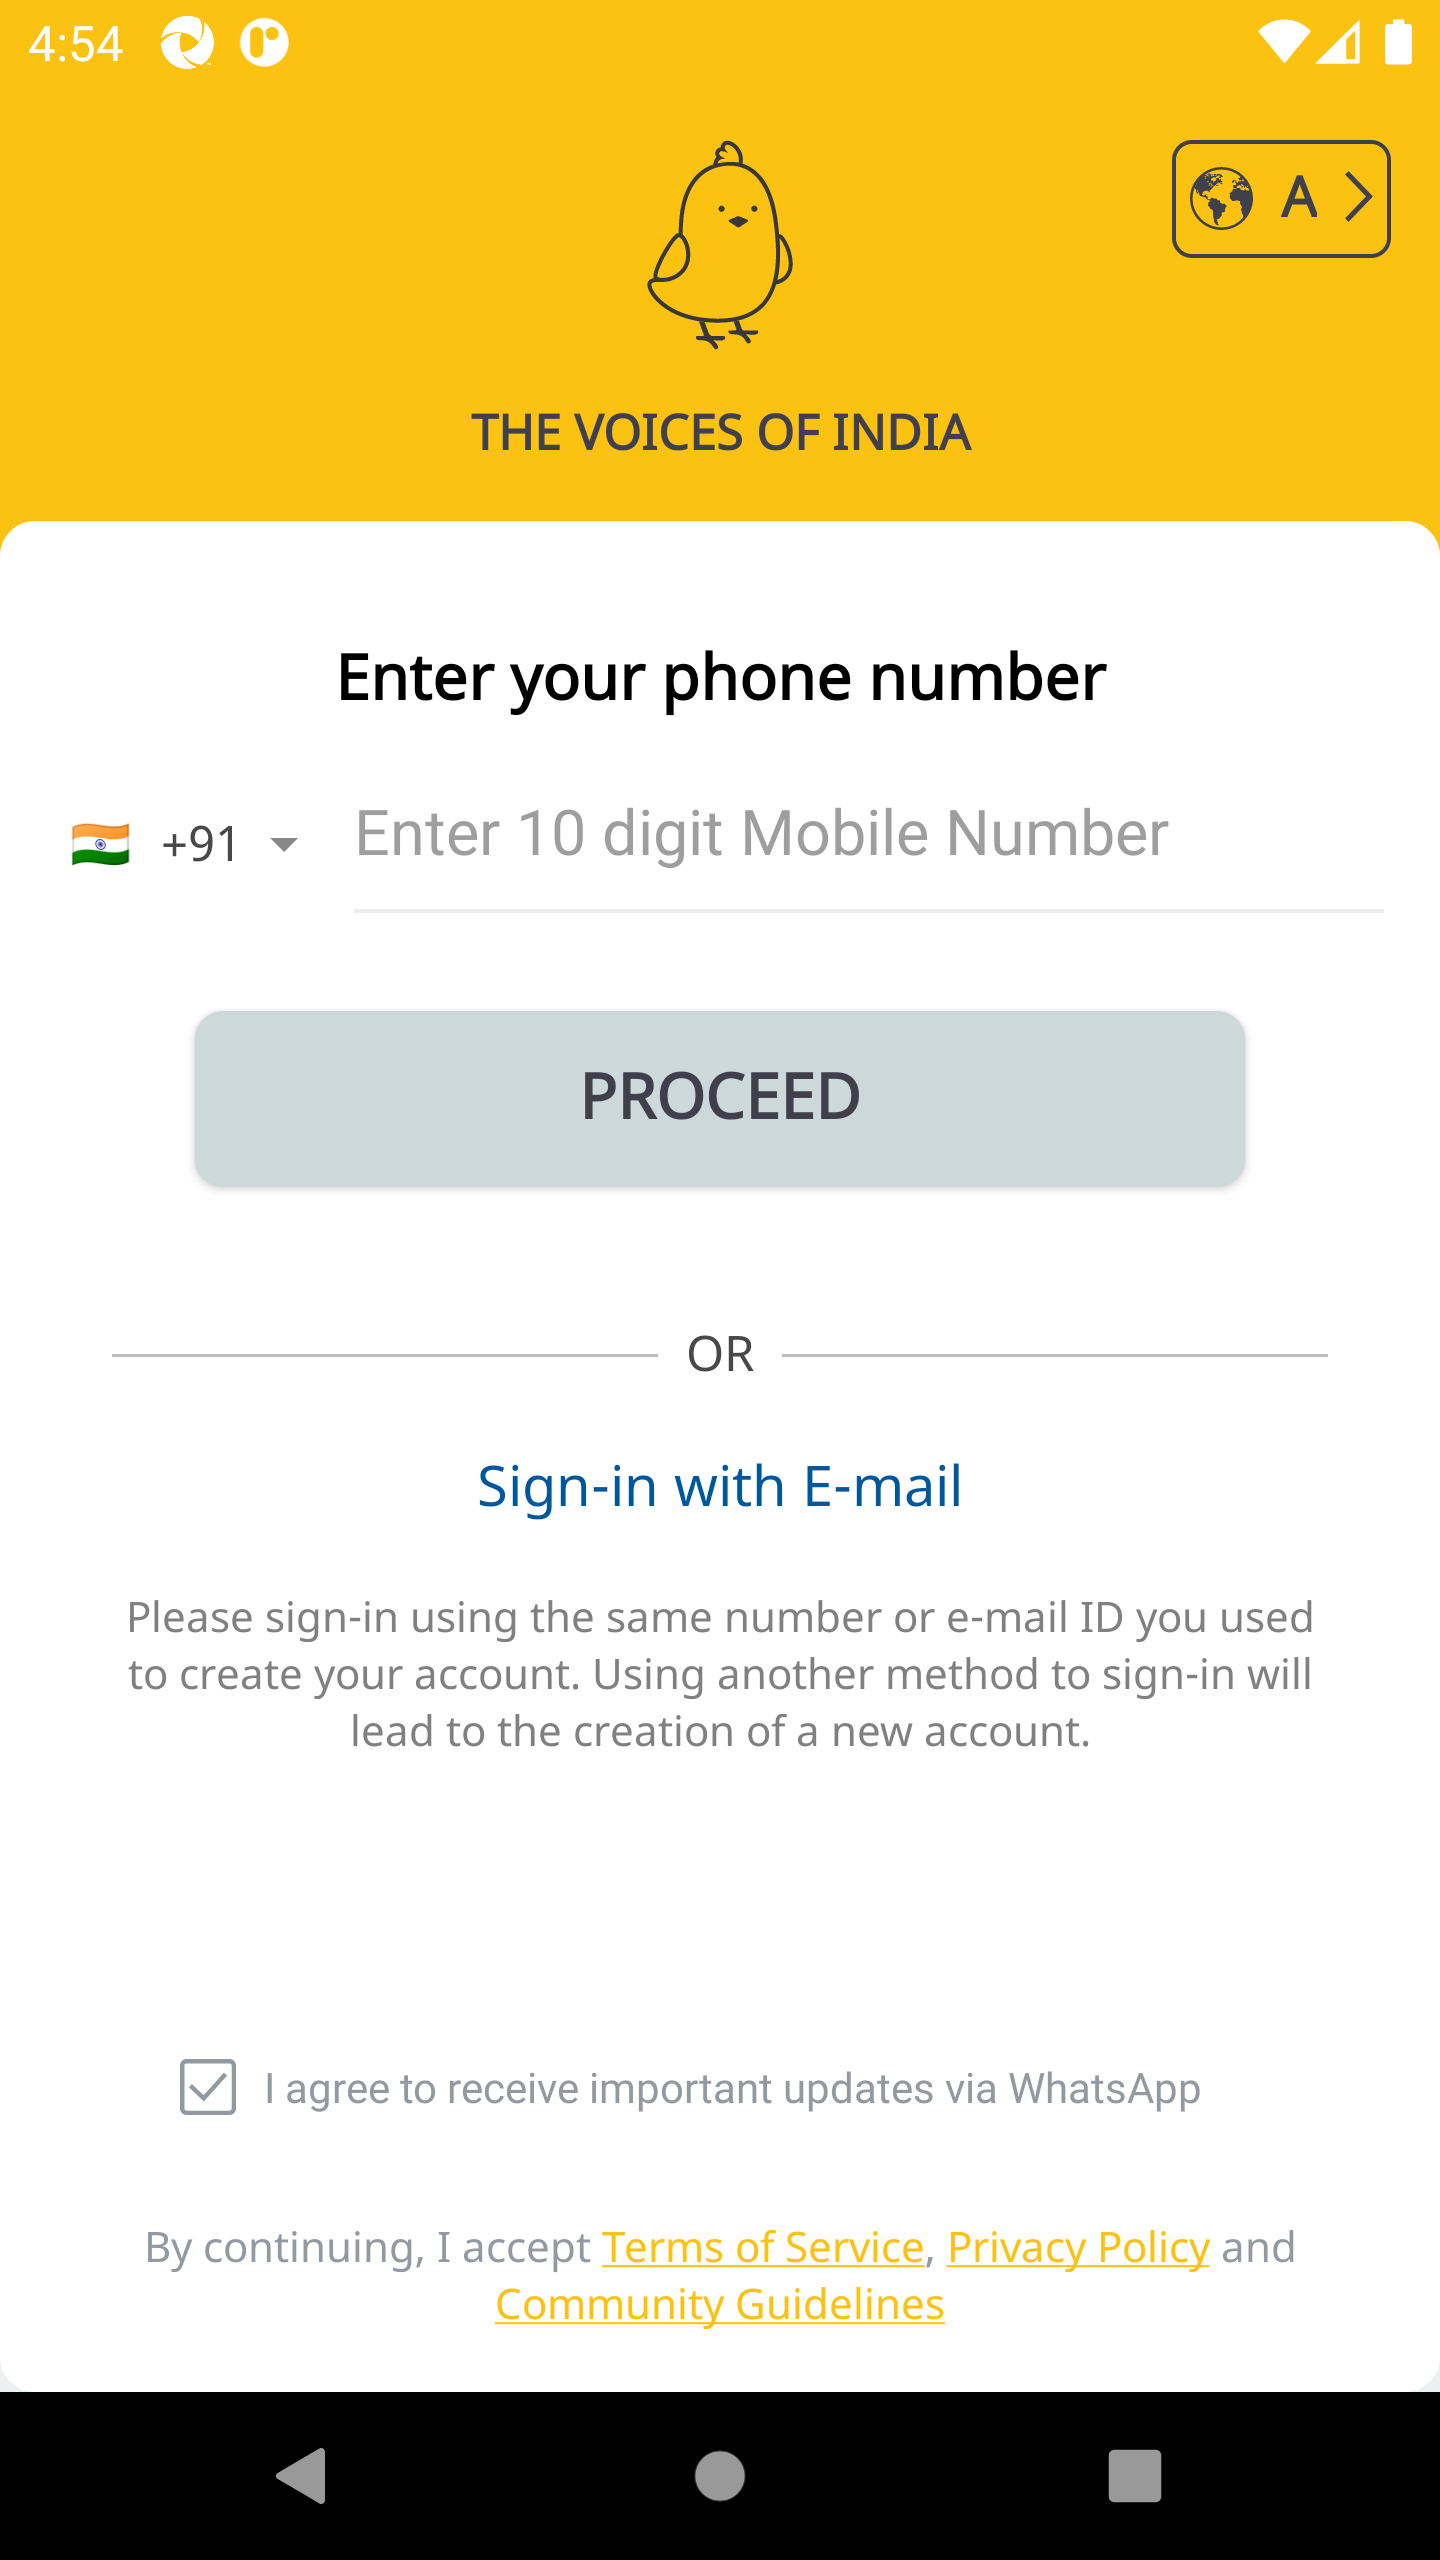 4:54
A
THE VOICES OF INDIA
Enter your phone number
+91
Enter 10 digit Mobile Number
PROCEED
OR
Sign-in with E-mail
Please sign-in using the same number or e-mail ID you used
to create your account. Using another method to sign-in will
lead to the creation of a new account.
I agree to receive important updates via WhatsApp
By continuing, I accept Terms of Service, Privacy Policy and
Community Guidelines